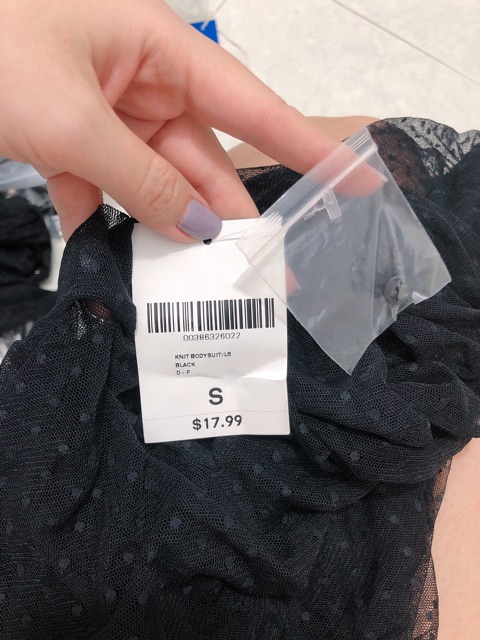 00386326022
KNIT BODYSUIT/LS
BLACK
D - F
S
$17.99